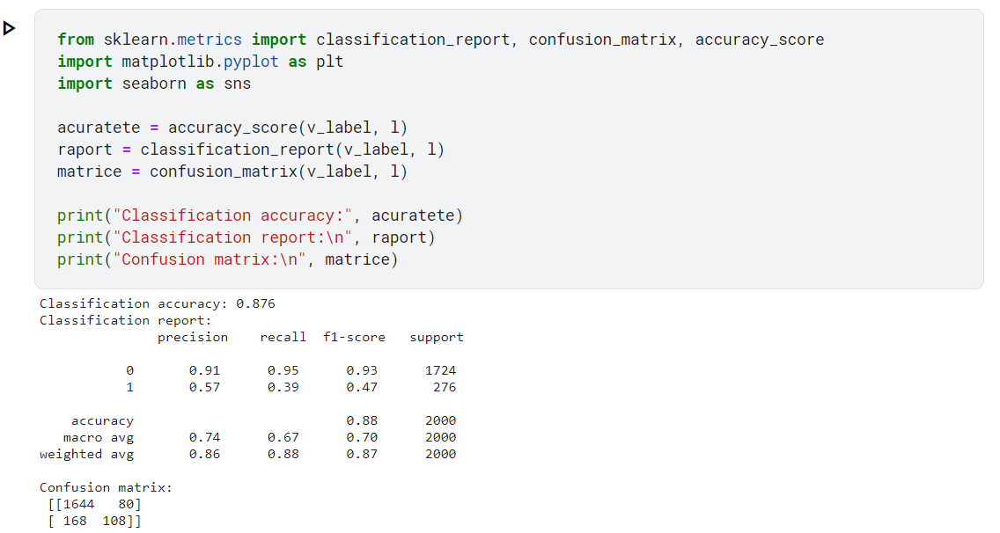 from sklearn.metrics import classification_report, confusion_matrix, accuracy_score
import matplotlib.pyplot as plt
import seaborn as sns
acuratete = accuracy_score(v_label, l)
raport = classification_report(v_label, l)
matrice = confusion_matrix(v_label, l)
print("Classification accuracy:", acuratete)
print("Classification report:\n", raport)
print("Confusion matrix:\n", matrice)
Classification accuracy: 0.876
Classification report:
precision recall f1-score support
0 0.91 0.95 0.93 1724
1 0.57 0.39 0.47 276
accuracy 0.88 2000
macro avg 0.74 0.67 0.70 2000
weighted avg 0.86 0.88 0.87 2000
Confusion matrix:
[[1644 80]
[ 168 108]]